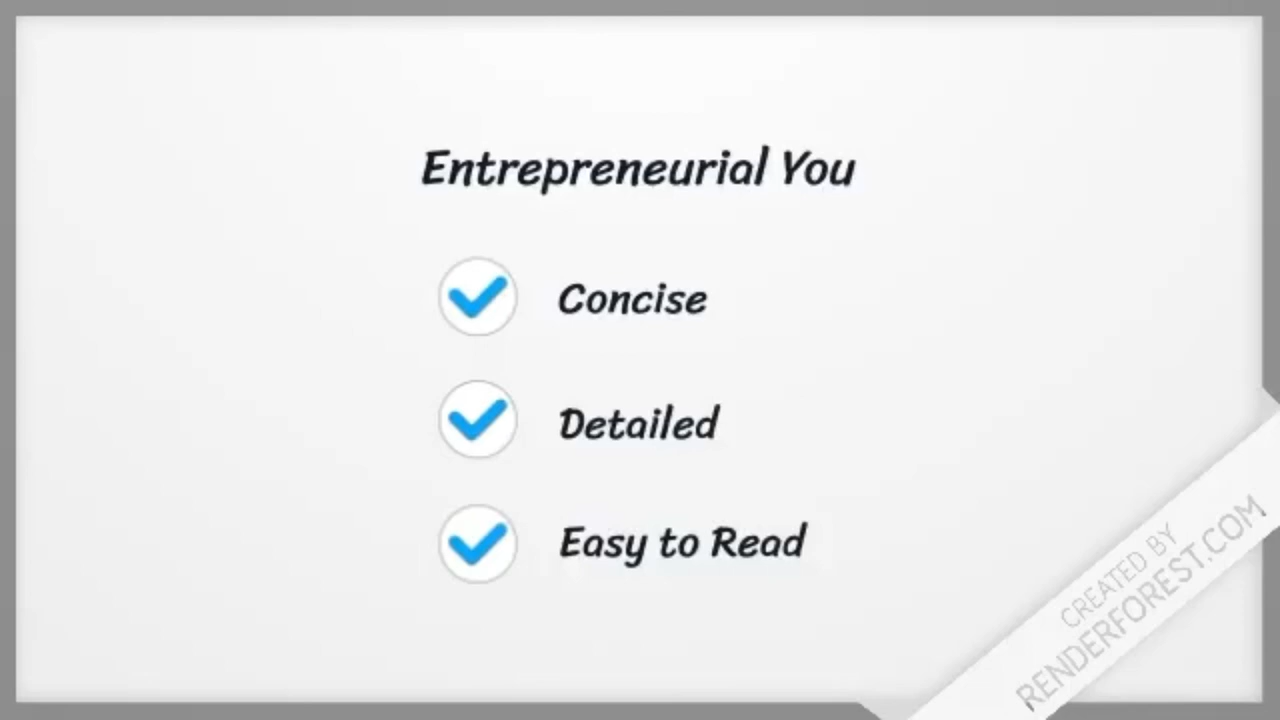 Entrepreneurial You
Concise
Detailed
Easy to Read
CREATED BY
RENDERFOREST.COM